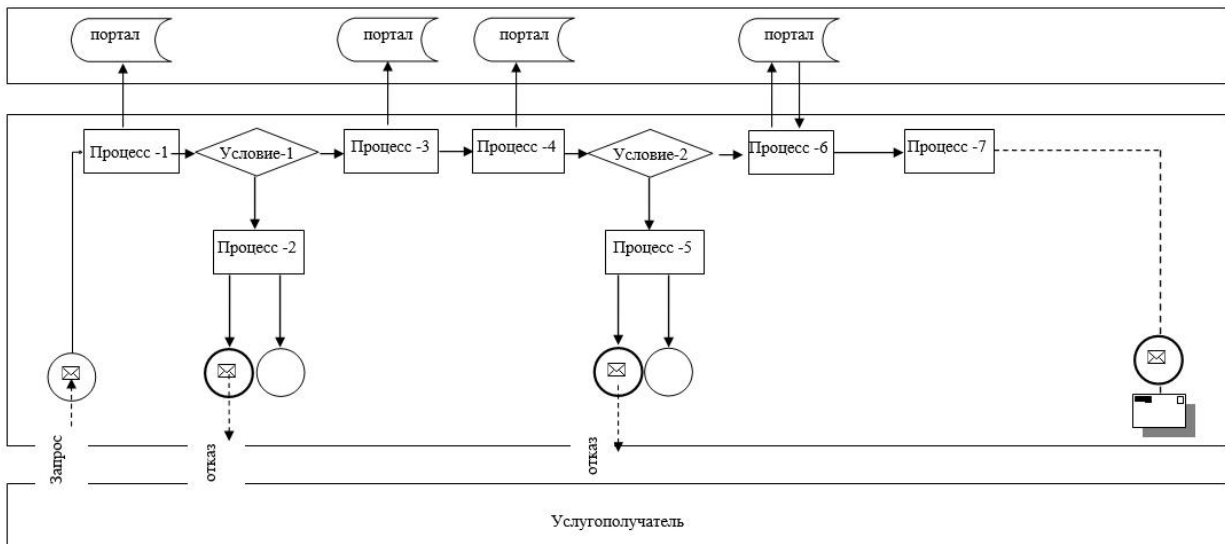 портал
портал
портал
портал
Процесс -1
Условие-1
Процесс -3
Процесс -4
Условие-2
Процесс -6
Процесс -7
Процесс -2
Процесс -5
Запрос
отказ
отказ
Услугополучатель